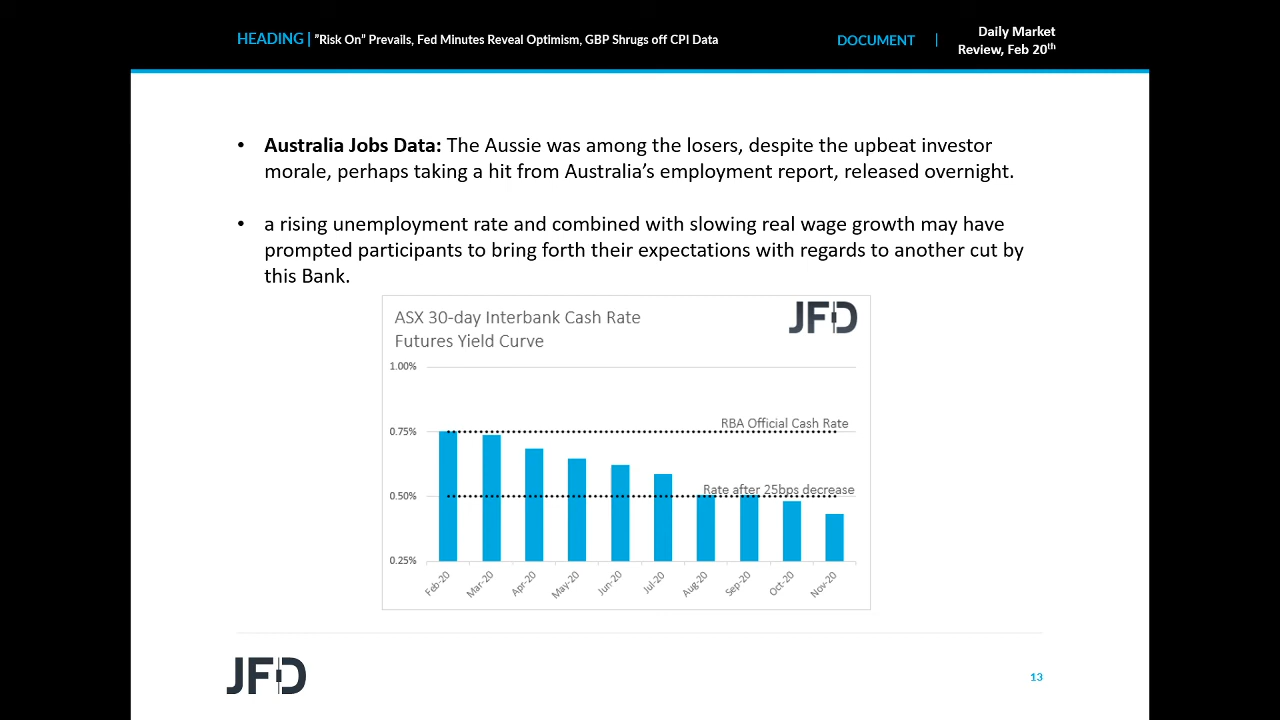 HEADING | ”Risk On” Prevails, Fed Minutes Reveal Optimism, GBP Shrugs off CPI Data
DOCUMENT |
Daily Market
Review, Feb 20th
• Australia Jobs Data: The Aussie was among the losers, despite the upbeat investor
morale, perhaps taking a hit from Australia’s employment report, released overnight.
• a rising unemployment rate and combined with slowing real wage growth may have
prompted participants to bring forth their expectations with regards to another cut by
this Bank.
ASX 30-day Interbank Cash Rate
Futures Yield Curve
JFD
1.00%
RBA Official Cash Rate
0.75%
Rate after 25bps decrease
0.50%
0.25%
Feb-20
Mar-20
Apr-20
May-20
Jun-20
Jul-20
Aug-20
Sep-20
Oct-20
Nov-20
JFD
13